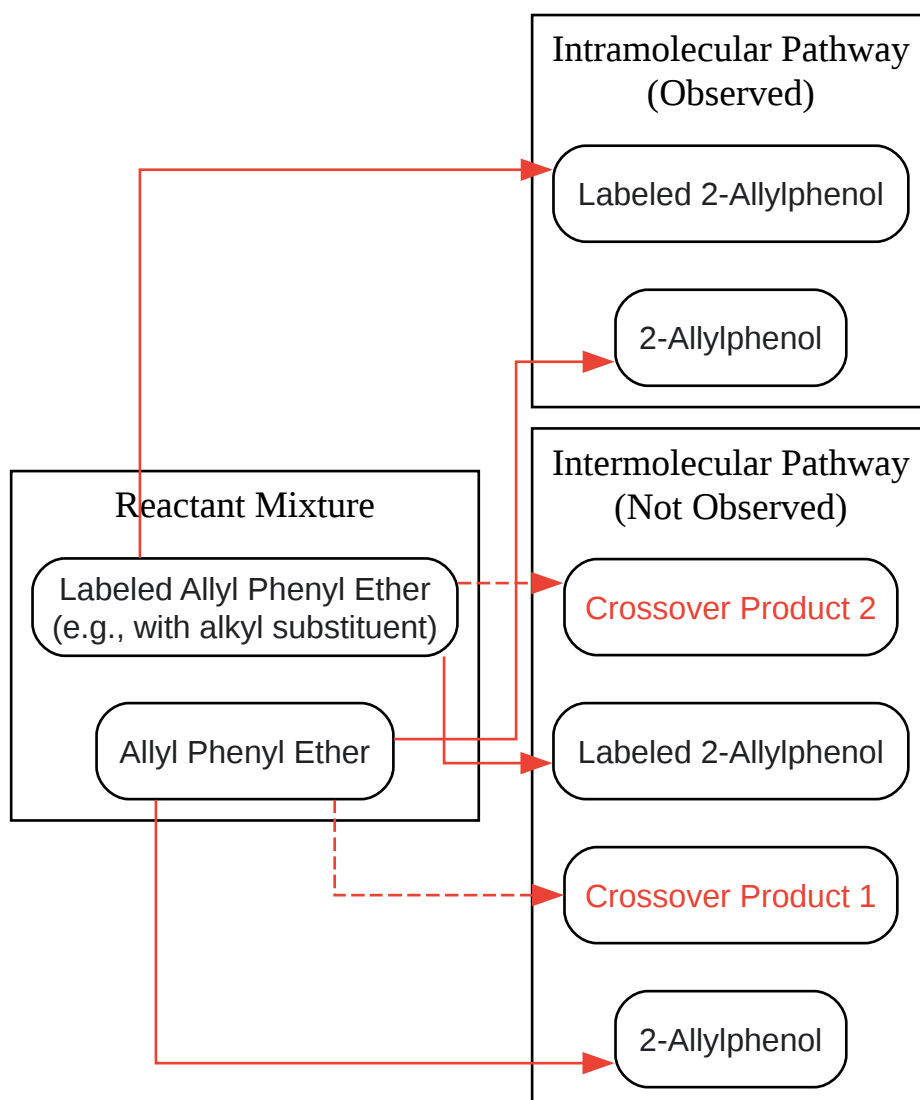 Intramolecular Pathway
(Observed)
Labeled 2-Allylphenol
2-Allylphenol
Reactant Mixture
Labeled Allyl Phenyl Ether
(e.g., with alkyl substituent)
Allyl Phenyl Ether
Intermolecular Pathway
(Not Observed)
Crossover Product 2
Labeled 2-Allylphenol
Crossover Product 1
2-Allylphenol